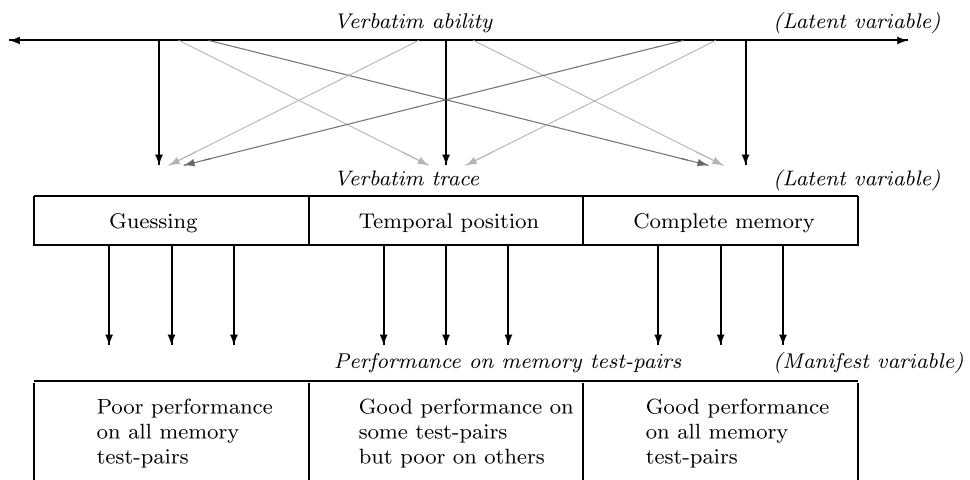 Verbatim ability (Latent variable)
Verbatim trace (Latent variable)
Guessing Temporal position Complete memory
Performance on memory test-pairs (Manifest variable)
Poor performance
on all memory
test-pairs
Good performance on
some test-pairs
but poor on others
Good performance
on all memory
test-pairs